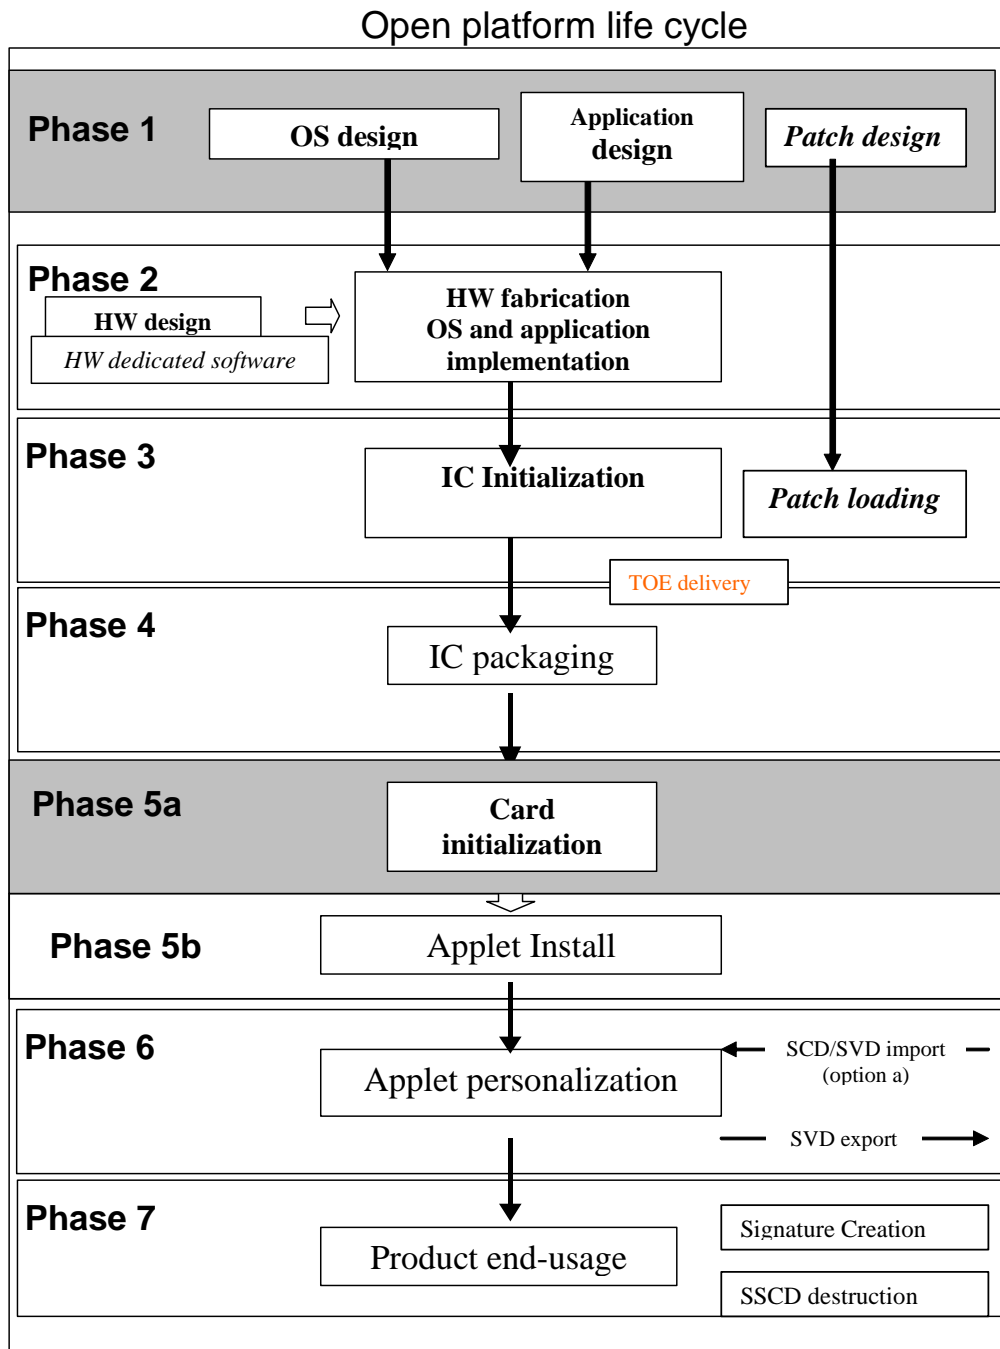 Open platform life cycle
Phase 1
OS design
Application
design
Patch design
Phase 2
HW design
HW dedicated software
HW fabrication
OS and application
implementation
Phase 3
IC Initialization
Patch loading
TOE delivery
Phase 4
IC packaging
Phase 5a
Card
initialization
Phase 5b
Applet Install
Phase 6
Applet personalization
SCD/SVD import
(option a)
SVD export
Phase 7
Product end-usage
Signature Creation
SSCD destruction